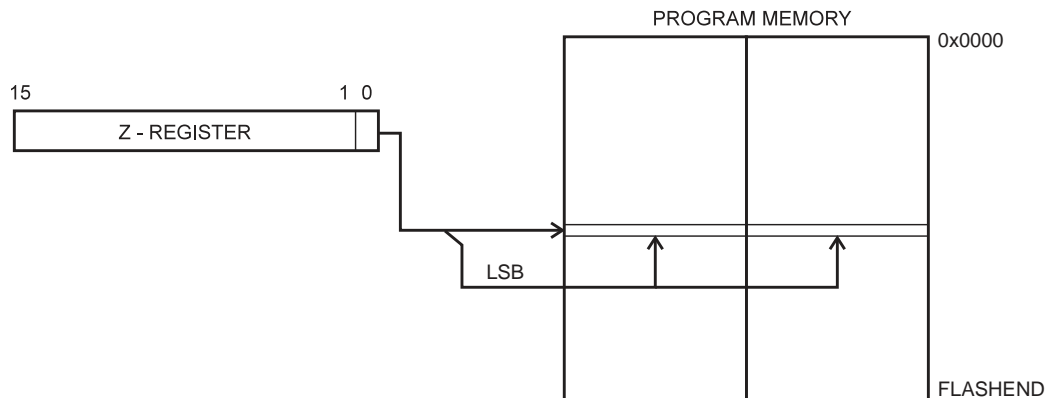 PROGRAM MEMORY
0x0000
15 1 0
Z - REGISTER
LSB
FLASHEND